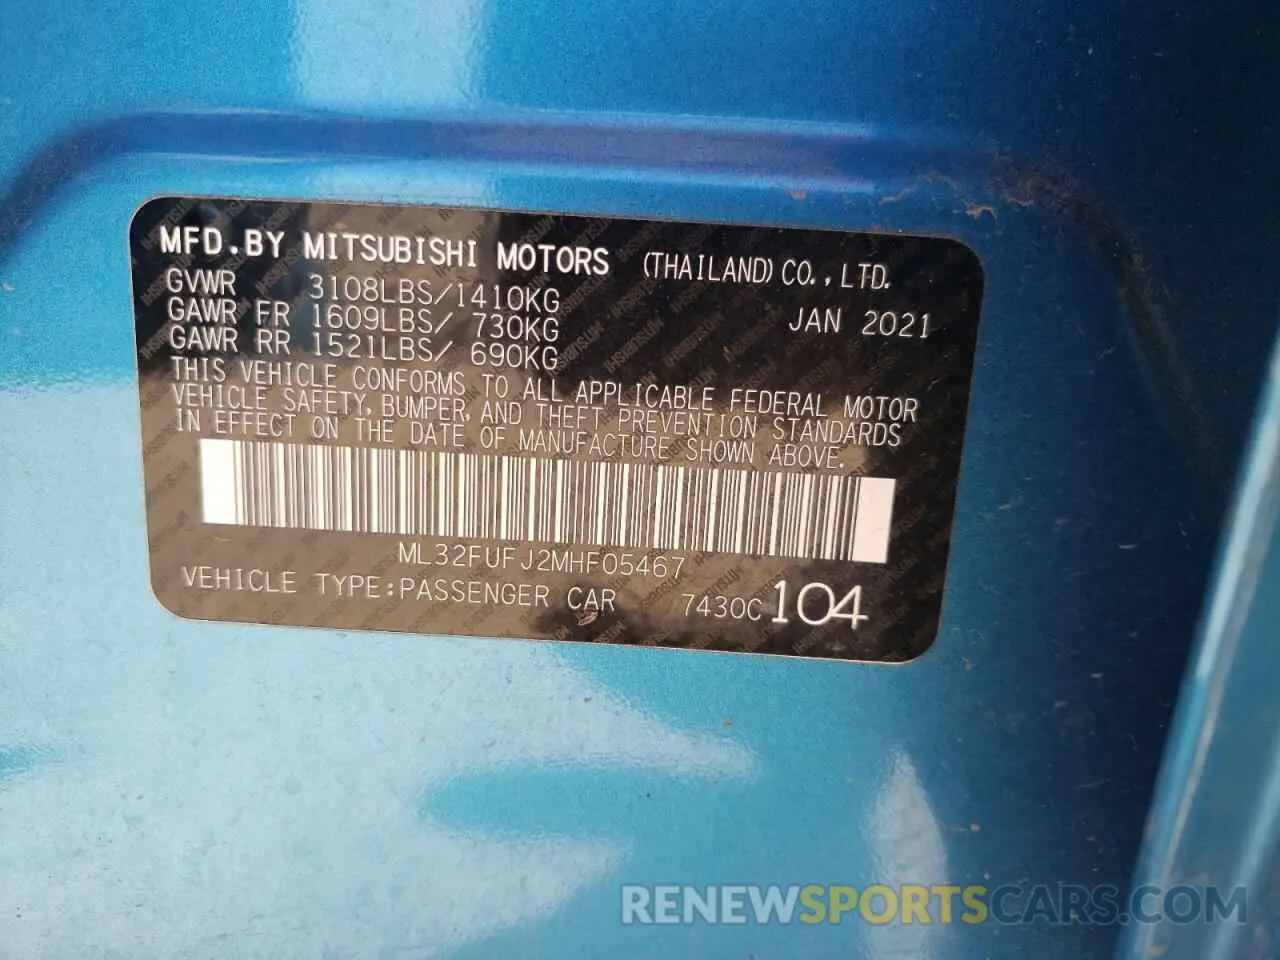 MFD.BY MITSUBISHI MOTORS (THAILAND) CO., LTD.
GVWR 3108LBS/1410KG
GAWR FR 1609LBS/ 730KG JAN 2021
GAWR RR 1521LBS/ 690KG
THIS VEHICLE CONFORMS TO ALL APPLICABLE FEDERAL MOTOR
VEHICLE SAFETY, BUMPER, AND THEFT PREVENTION STANDARDS
IN EFFECT ON THE DATE OF MANUFACTURE SHOWN ABOVE.
ML32FUFJ2MHF05467
VEHICLE TYPE:PASSENGER CAR 7430C 104
RENEWSPORTSCARS.COM